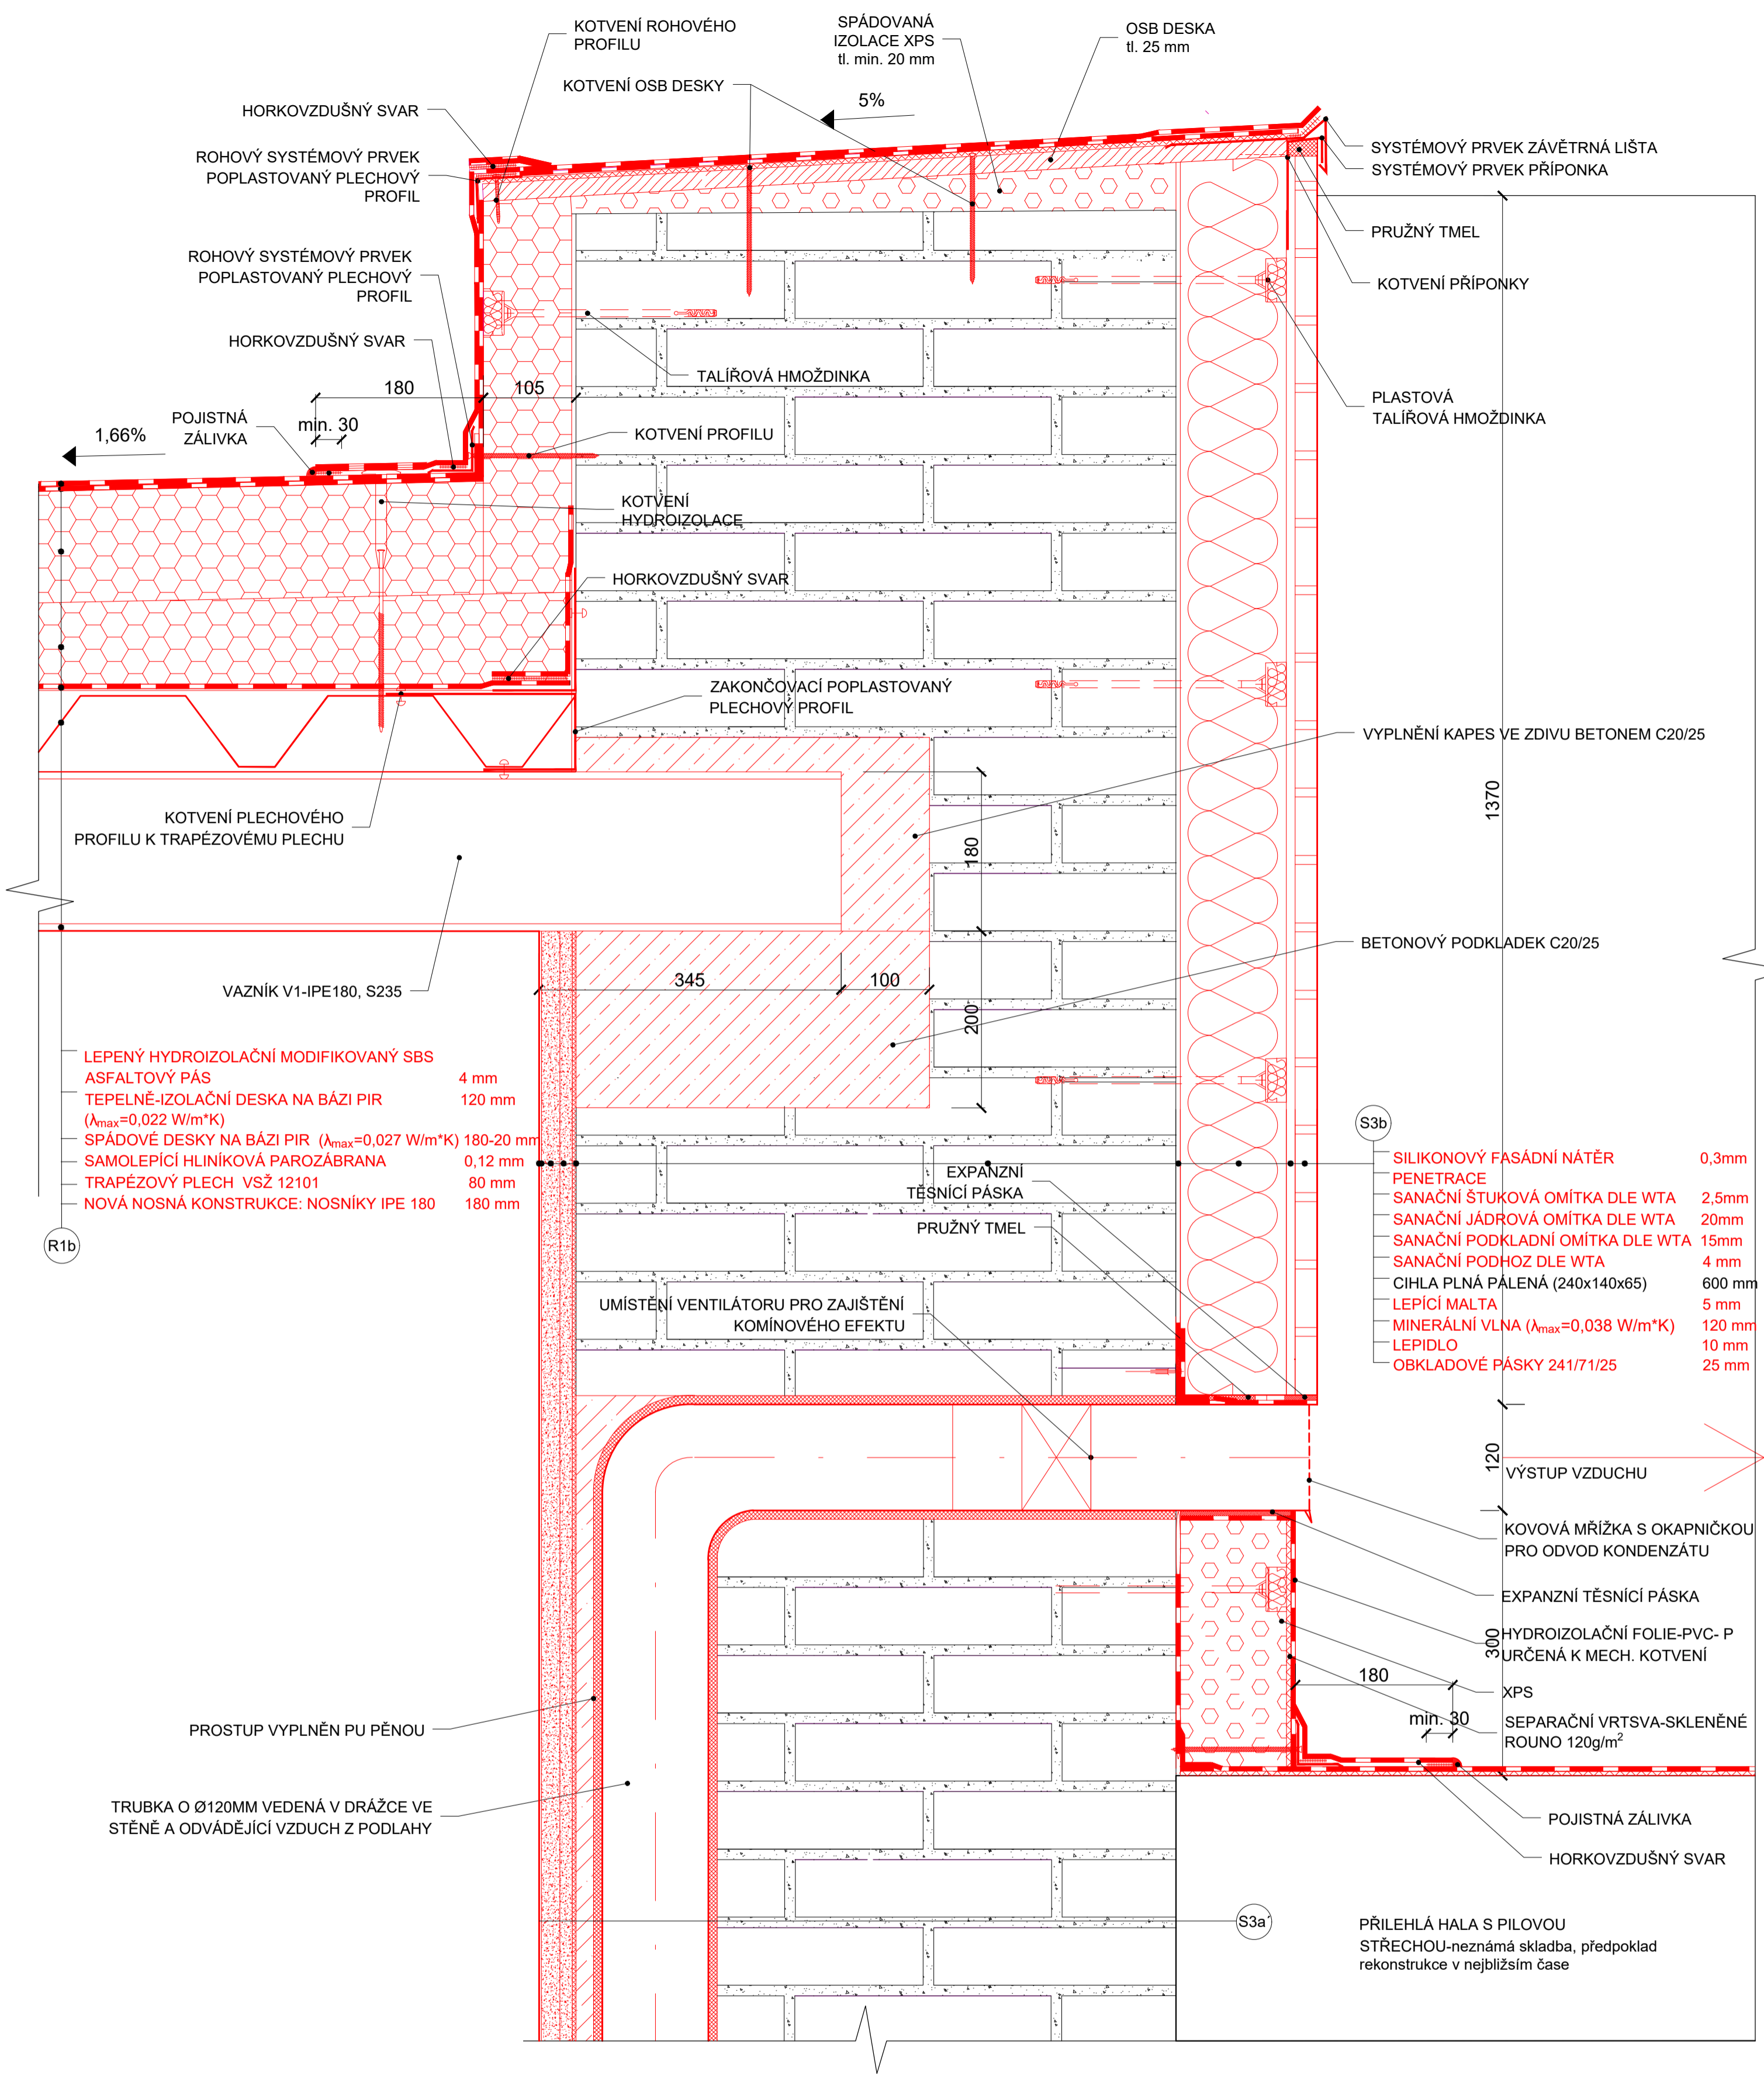 KOTVENÍ ROHOVÉHO
PROFILU
SPÁDOVANÁ
IZOLACE XPS
tl. min. 20 mm
OSB DESKA
tl. 25 mm
KOTVENÍ OSB DESKY
5%
HORKOVZDUŠNÝ SVAR
ROHOVÝ SYSTÉMOVÝ PRVEK
POPLASTOVANÝ PLECHOVÝ
PROFIL
SYSTÉMOVÝ PRVEK ZÁVĚTRNÁ LIŠTA
SYSTÉMOVÝ PRVEK PŘÍPONKA
PRUŽNÝ TMEL
KOTVENÍ PŘÍPONKY
ROHOVÝ SYSTÉMOVÝ PRVEK
POPLASTOVANÝ PLECHOVÝ
PROFIL
HORKOVZDUŠNÝ SVAR
TALÍŘOVÁ HMOŽDINKA
180
105
PLASTOVÁ
TALÍŘOVÁ HMOŽDINKA
POJISTNÁ
ZÁLIVKA
min. 30
1,66%
KOTVENÍ PROFILU
KOTVENÍ
HYDROIZOLACE
HORKOVZDUŠNÝ SVAR
ZAKONČOVACÍ POPLASTOVANÝ
PLECHOVÝ PROFIL
VYPLNĚNÍ KAPES VE ZDIVU BETONEM C20/25
1370
KOTVENÍ PLECHOVÉHO
PROFILU K TRAPÉZOVÉMU PLECHU
180
BETONOVÝ PODKLADEK C20/25
VAZNÍK V1-IPE180, S235
345
100
200
LEPENÝ HYDROIZOLAČNÍ MODIFIKOVANÝ SBS
ASFALTOVÝ PÁS 4 mm
TEPELNĚ-IZOLAČNÍ DESKA NA BÁZI PIR 120 mm
(λmax=0,022 W/m*K)
SPÁDOVÉ DESKY NA BÁZI PIR (λmax=0,027 W/m*K) 180-20 mm
SAMOLEPÍCÍ HLINÍKOVÁ PAROZÁBRANA 0,12 mm
TRAPÉZOVÝ PLECH VSŽ 12101 80 mm
NOVÁ NOSNÁ KONSTRUKCE: NOSNÍKY IPE 180 180 mm
R1b
S3b
SILIKONOVÝ FASÁDNÍ NÁTĚR 0,3mm
PENETRACE
SANAČNÍ ŠTUKOVÁ OMÍTKA DLE WTA 2,5mm
SANAČNÍ JÁDROVÁ OMÍTKA DLE WTA 20mm
SANAČNÍ PODKLADNÍ OMÍTKA DLE WTA 15mm
SANAČNÍ PODHOZ DLE WTA 4 mm
CIHLA PLNÁ PÁLENÁ (240x140x65) 600 mm
LEPÍCÍ MALTA 5 mm
MINERÁLNÍ VLNA (λmax=0,038 W/m*K) 120 mm
LEPIDLO 10 mm
OBKLADOVÉ PÁSKY 241/71/25 25 mm
EXPANZNÍ
TĚSNÍCÍ PÁSKA
PRUŽNÝ TMEL
UMÍSTĚNÍ VENTILÁTORU PRO ZAJIŠTĚNÍ
KOMÍNOVÉHO EFEKTU
120
VÝSTUP VZDUCHU
KOVOVÁ MŘÍŽKA S OKAPNIČKOU
PRO ODVOD KONDENZÁTU
EXPANZNÍ TĚSNÍCÍ PÁSKA
300
HYDROIZOLAČNÍ FOLIE-PVC- P
URČENÁ K MECH. KOTVENÍ
180
XPS
min. 30
SEPARAČNÍ VRTSVA-SKLENĚNÉ
ROUNO 120g/m²
PROSTUP VYPLNĚN PU PĚNOU
TRUBKA O Ø120MM VEDENÁ V DRÁŽCE VE
STĚNĚ A ODVÁDĚJÍCÍ VZDUCH Z PODLAHY
POJISTNÁ ZÁLIVKA
HORKOVZDUŠNÝ SVAR
S3a´
PŘILEHLÁ HALA S PILOVOU
STŘECHOU-neznámá skladba, předpoklad
rekonstrukce v nejbližsím čase